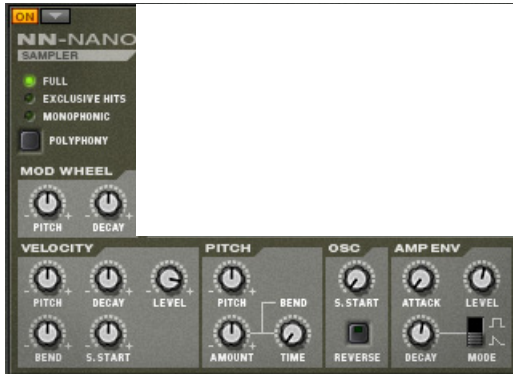 ON
NN-NANO
SAMPLER
FULL
EXCLUSIVE HITS
MONOPHONIC
POLYPHONY
MOD WHEEL
PITCH DECAY
VELOCITY PITCH OSC AMP ENV
PITCH DECAY LEVEL PITCH BEND S.START ATTACK LEVEL
BEND S.START AMOUNT TIME REVERSE DECAY MODE